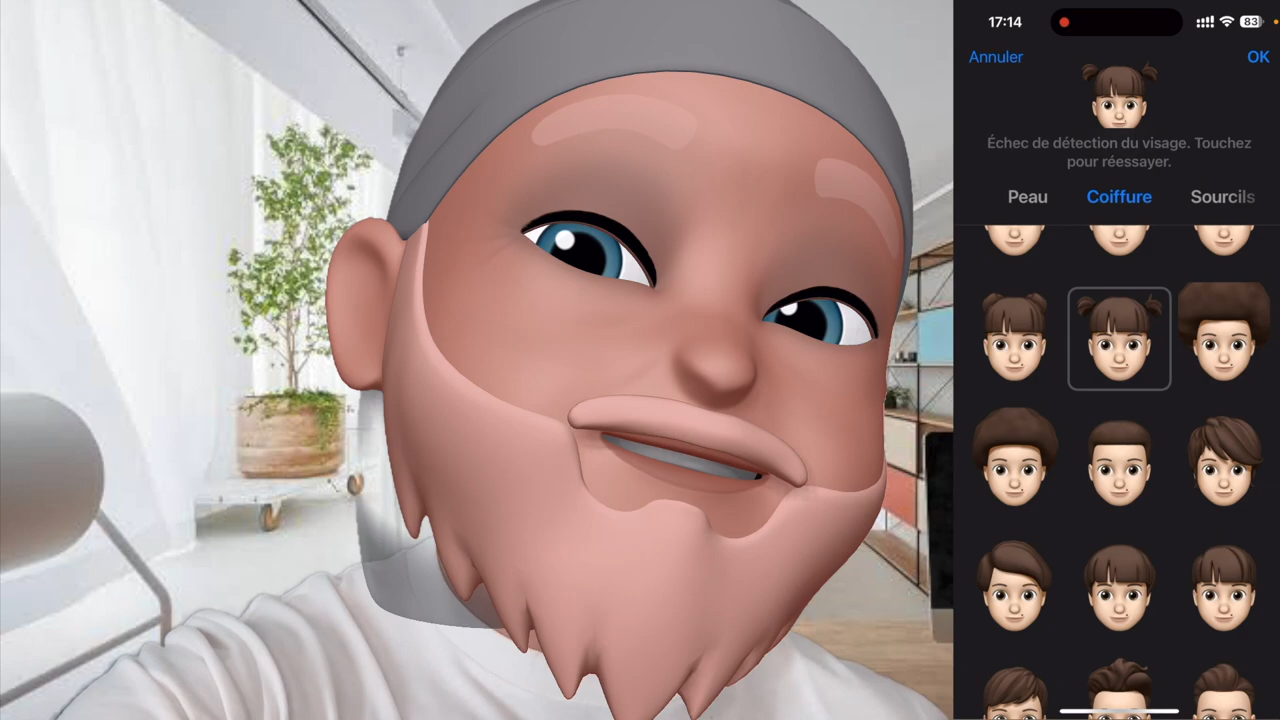 17:14
83
Annuler
OK
Échec de détection du visage. Touchez
pour réessayer.
Peau
Coiffure
Sourcils